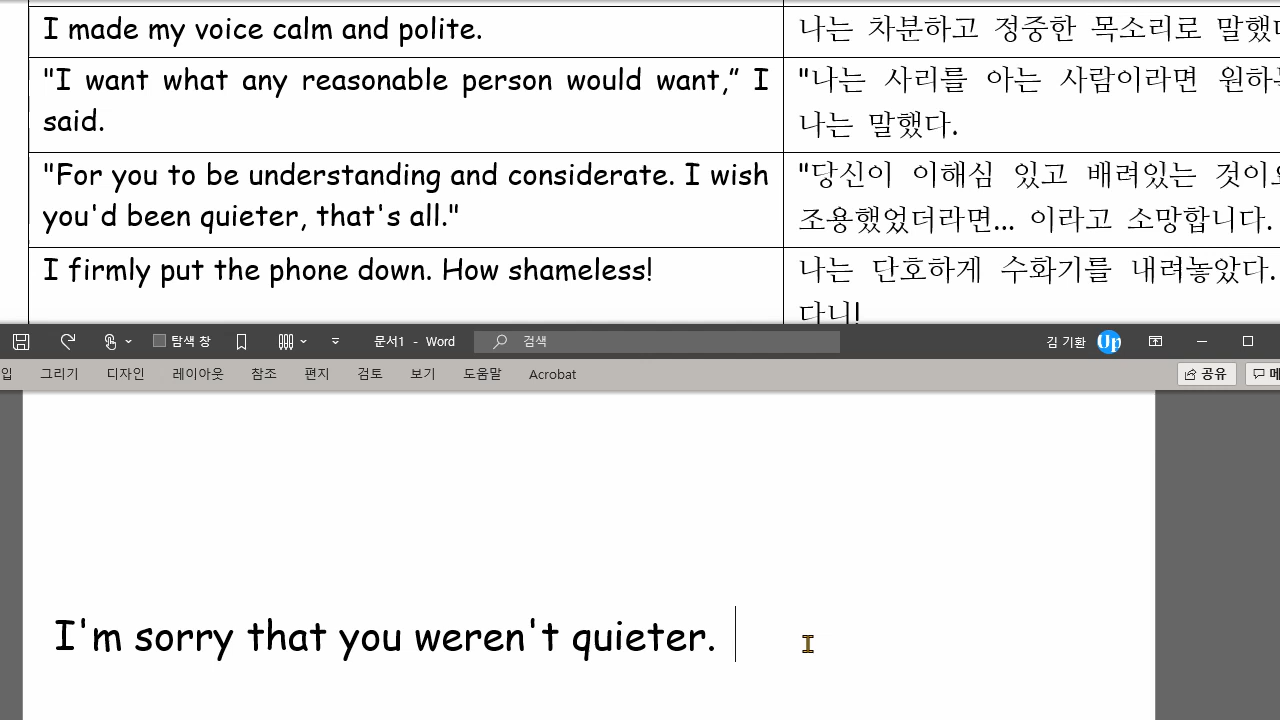 I made my voice calm and polite.
나는 차분하고 정중한 목소리로 말했다
"I want what any reasonable person would want,” I
said.
"나는 사리를 아는 사람이라면 원하는
나는 말했다.
"For you to be understanding and considerate. I wish
you'd been quieter, that's all."
"당신이 이해심 있고 배려있는 것이요
조용했었더라면... 이라고 소망합니다.
I firmly put the phone down. How shameless!
나는 단호하게 수화기를 내려놓았다.
다니!
탐색 창
문서1 - Word
검색
김 기환
Up
입 그리기 디자인 레이아웃 참조 편지 검토 보기 도움말 Acrobat
공유
메
I'm sorry that you weren't quieter.